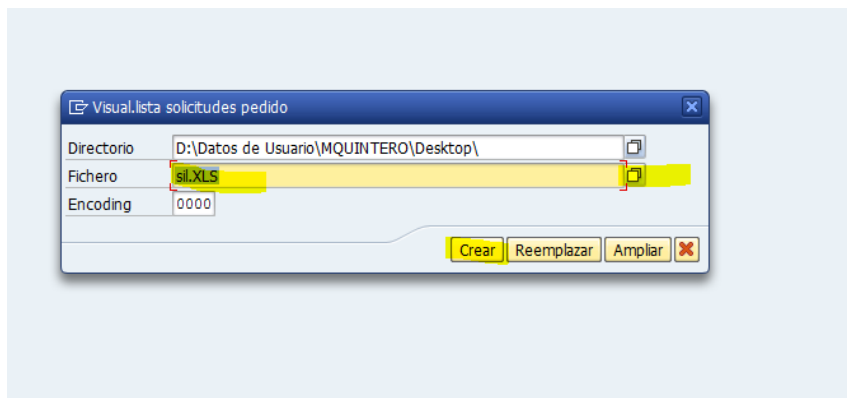 Visual.lista solicitudes pedido
Directorio D:\Datos de Usuario\MQUINTERO\Desktop\
Fichero sil.XLS
Encoding 0000
Crear Reemplazar Ampliar